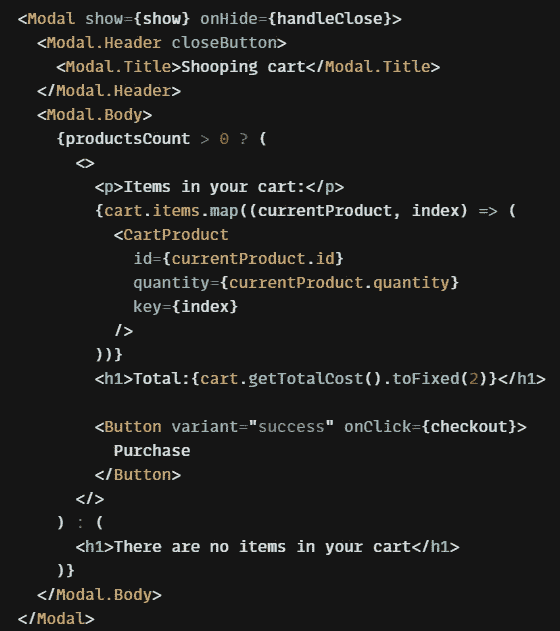 <Modal show={show} onHide={handleClose}>
  <Modal.Header closeButton>
    <Modal.Title>Shooping cart</Modal.Title>
  </Modal.Header>
  <Modal.Body>
    {productsCount > 0 ? (
      <>
        <p>Items in your cart:</p>
        {cart.items.map((currentProduct, index) => (
          <CartProduct
            id={currentProduct.id}
            quantity={currentProduct.quantity}
            key={index}
          />
        ))}
        <h1>Total:{cart.getTotalCost().toFixed(2)}</h1>

        <Button variant="success" onClick={checkout}>
          Purchase
        </Button>
      </>
    ) : (
      <h1>There are no items in your cart</h1>
    )}
  </Modal.Body>
</Modal>